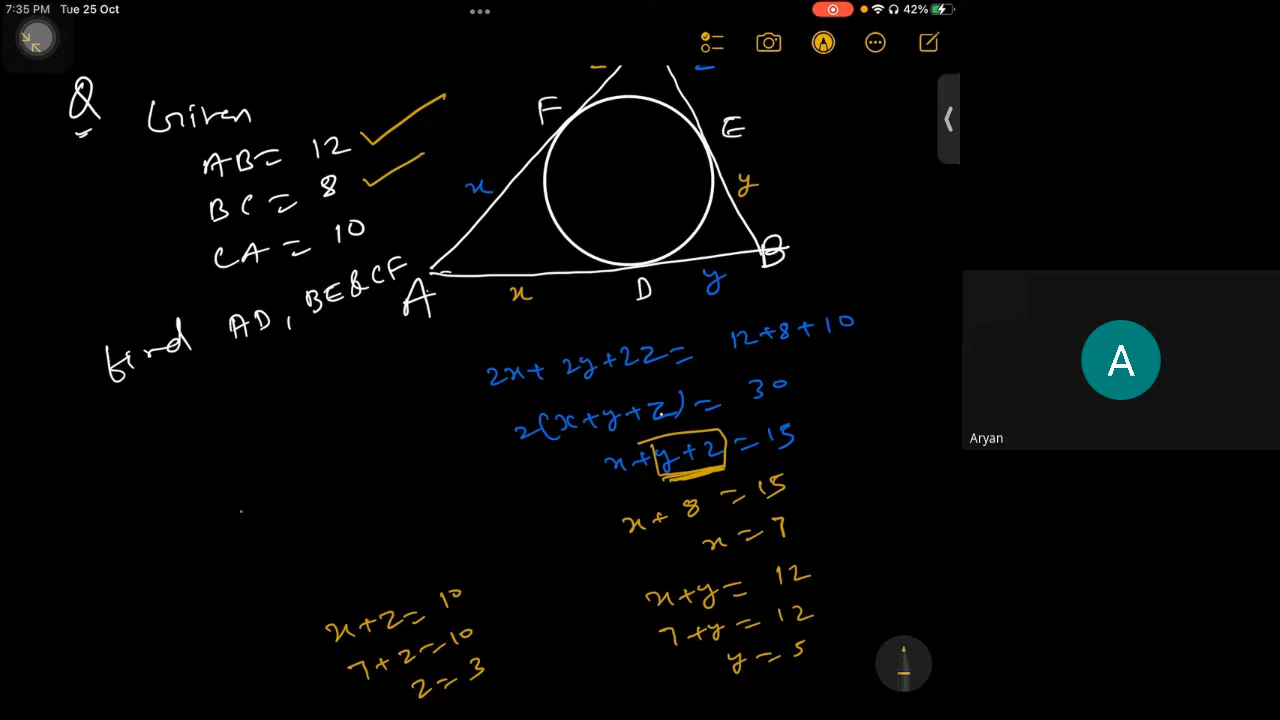 7:35 PM Tue 25 Oct
42%
Q Given
AB = 12
BC = 8
CA = 10
find AD, BE & CF
F
E
x
y
A
B
x
D
y
2x + 2y + 2z = 12 + 8 + 10
2(x + y + z) = 30
x + y + z = 15
x + 8 = 15
x = 7
x + y = 12
7 + y = 12
y = 5
x + z = 10
7 + z = 10
z = 3
A
Aryan